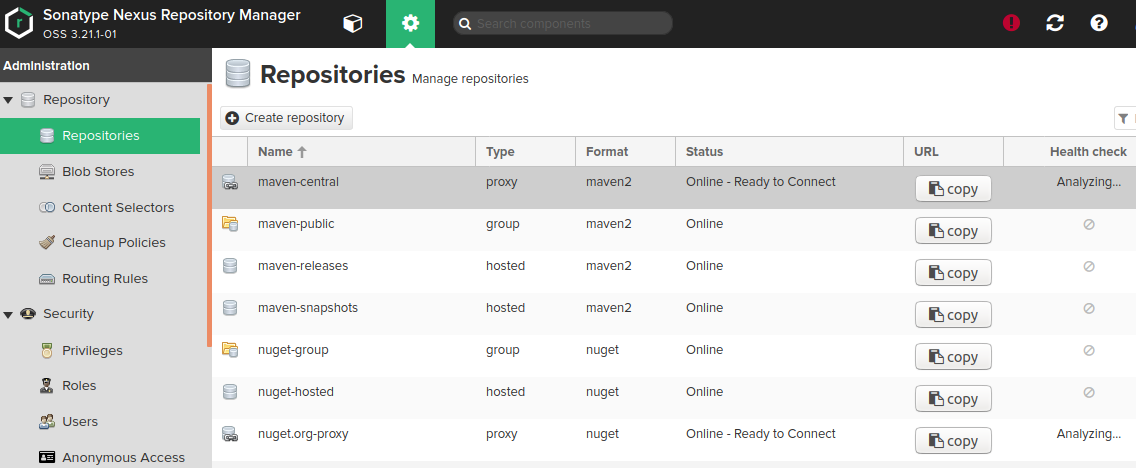 Sonatype Nexus Repository Manager
OSS 3.21.1-01
Search components
Administration
Repository
Repositories
Blob Stores
Content Selectors
Cleanup Policies
Routing Rules
Security
Privileges
Roles
Users
Anonymous Access
Repositories Manage repositories
Create repository
Name Type Format Status URL Health check
maven-central proxy maven2 Online - Ready to Connect copy Analyzing...
maven-public group maven2 Online copy
maven-releases hosted maven2 Online copy
maven-snapshots hosted maven2 Online copy
nuget-group group nuget Online copy
nuget-hosted hosted nuget Online copy
nuget.org-proxy proxy nuget Online - Ready to Connect copy Analyzing...